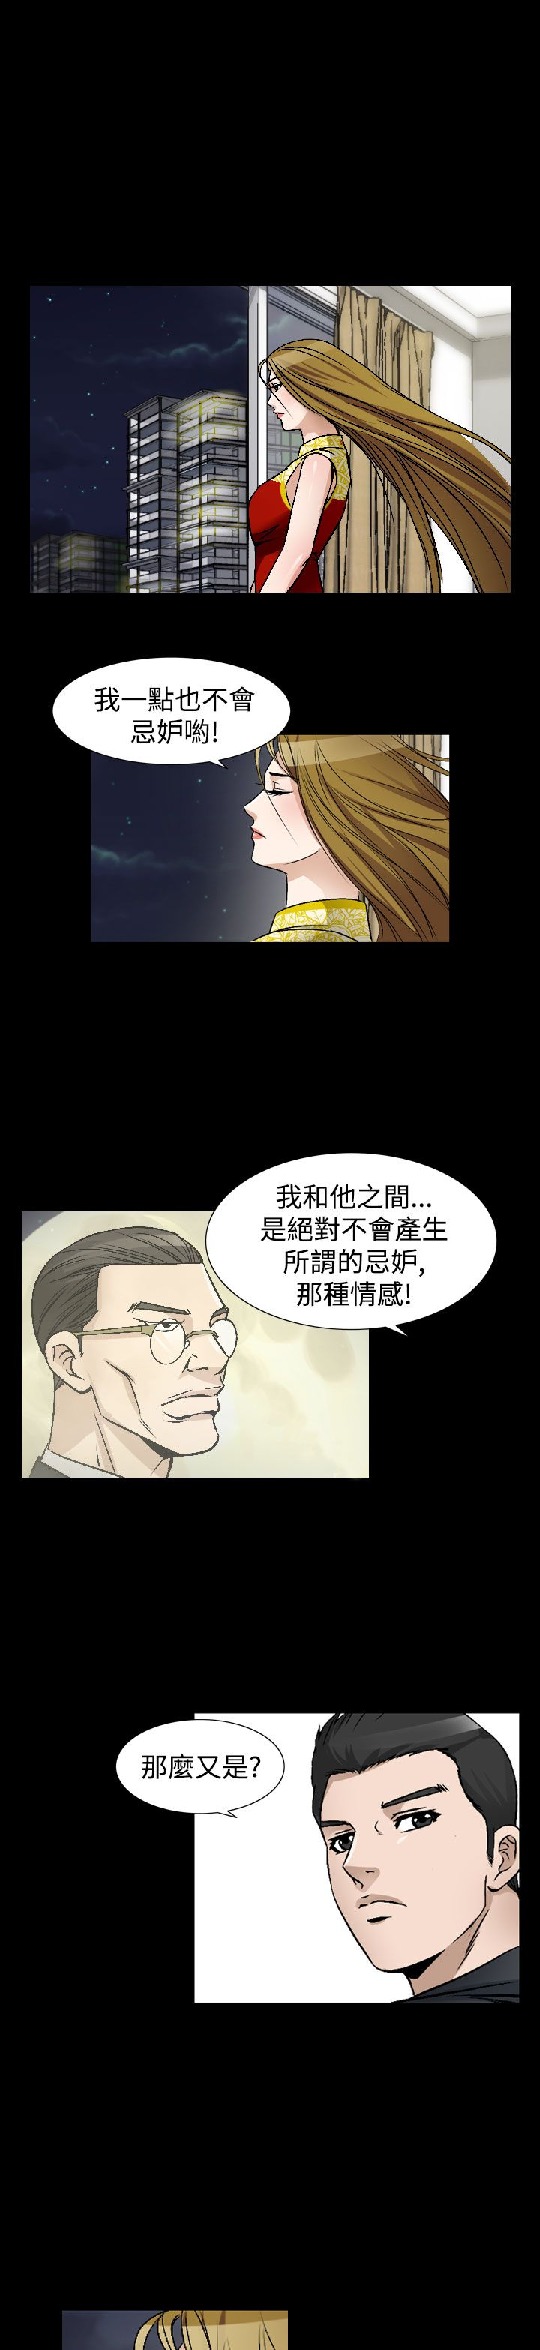 我一點也不會
忌妒喲!
我和他之間...
是絕對不會產生
所謂的忌妒,
那種情感!
那麼又是?